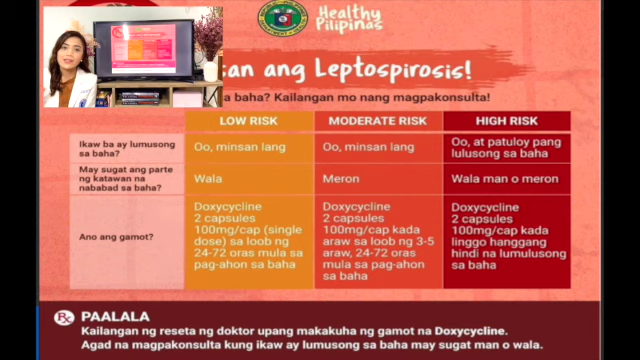 Healthy
Pilipinas
an ang Leptospirosis!
a baha? Kailangan mo nang magpakonsulta!
LOW RISK
MODERATE RISK
HIGH RISK
Ikaw ba ay lumusong
sa baha?
Oo, minsan lang
Oo, minsan lang
Oo, at patuloy pang
lulusong sa baha
May sugat ang parte
ng katawan na
nababad sa baha?
Wala
Meron
Wala man o meron
Ano ang gamot?
Doxycycline
2 capsules
100mg/cap (single
dose) sa loob ng
24-72 oras mula sa
pag-ahon sa baha
Doxycycline
2 capsules
100mg/cap kada
araw sa loob ng 3-5
araw, 24-72 oras
mula sa pag-ahon
sa baha
Doxycycline
2 capsules
100mg/cap kada
linggo hanggang
hindi na lumulusong
sa baha
Rx PAALALA
Kailangan ng reseta ng doktor upang makakuha ng gamot na Doxycycline.
Agad na magpakonsulta kung ikaw ay lumusong sa baha may sugat man o wala.